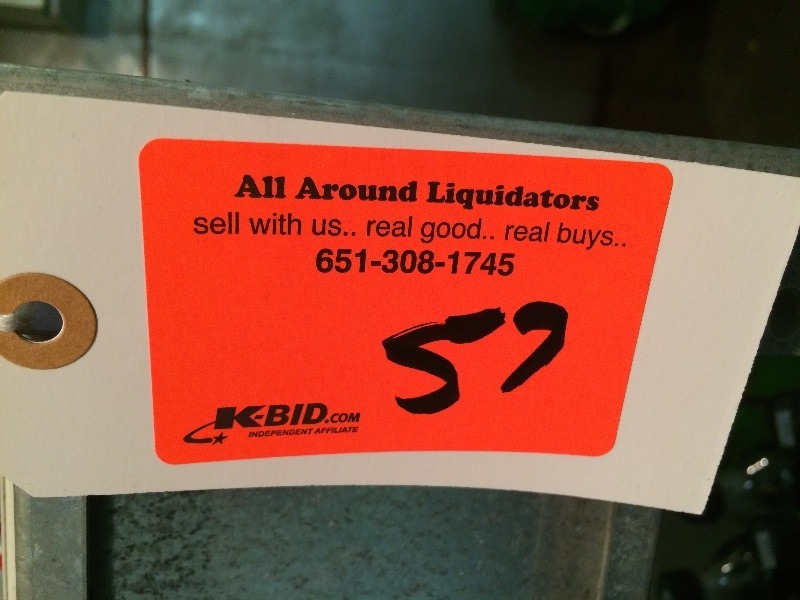 All Around Liquidators
sell with us.. real good.. real buys..
651-308-1745
57
K-BID.COM
INDEPENDENT AFFILIATE